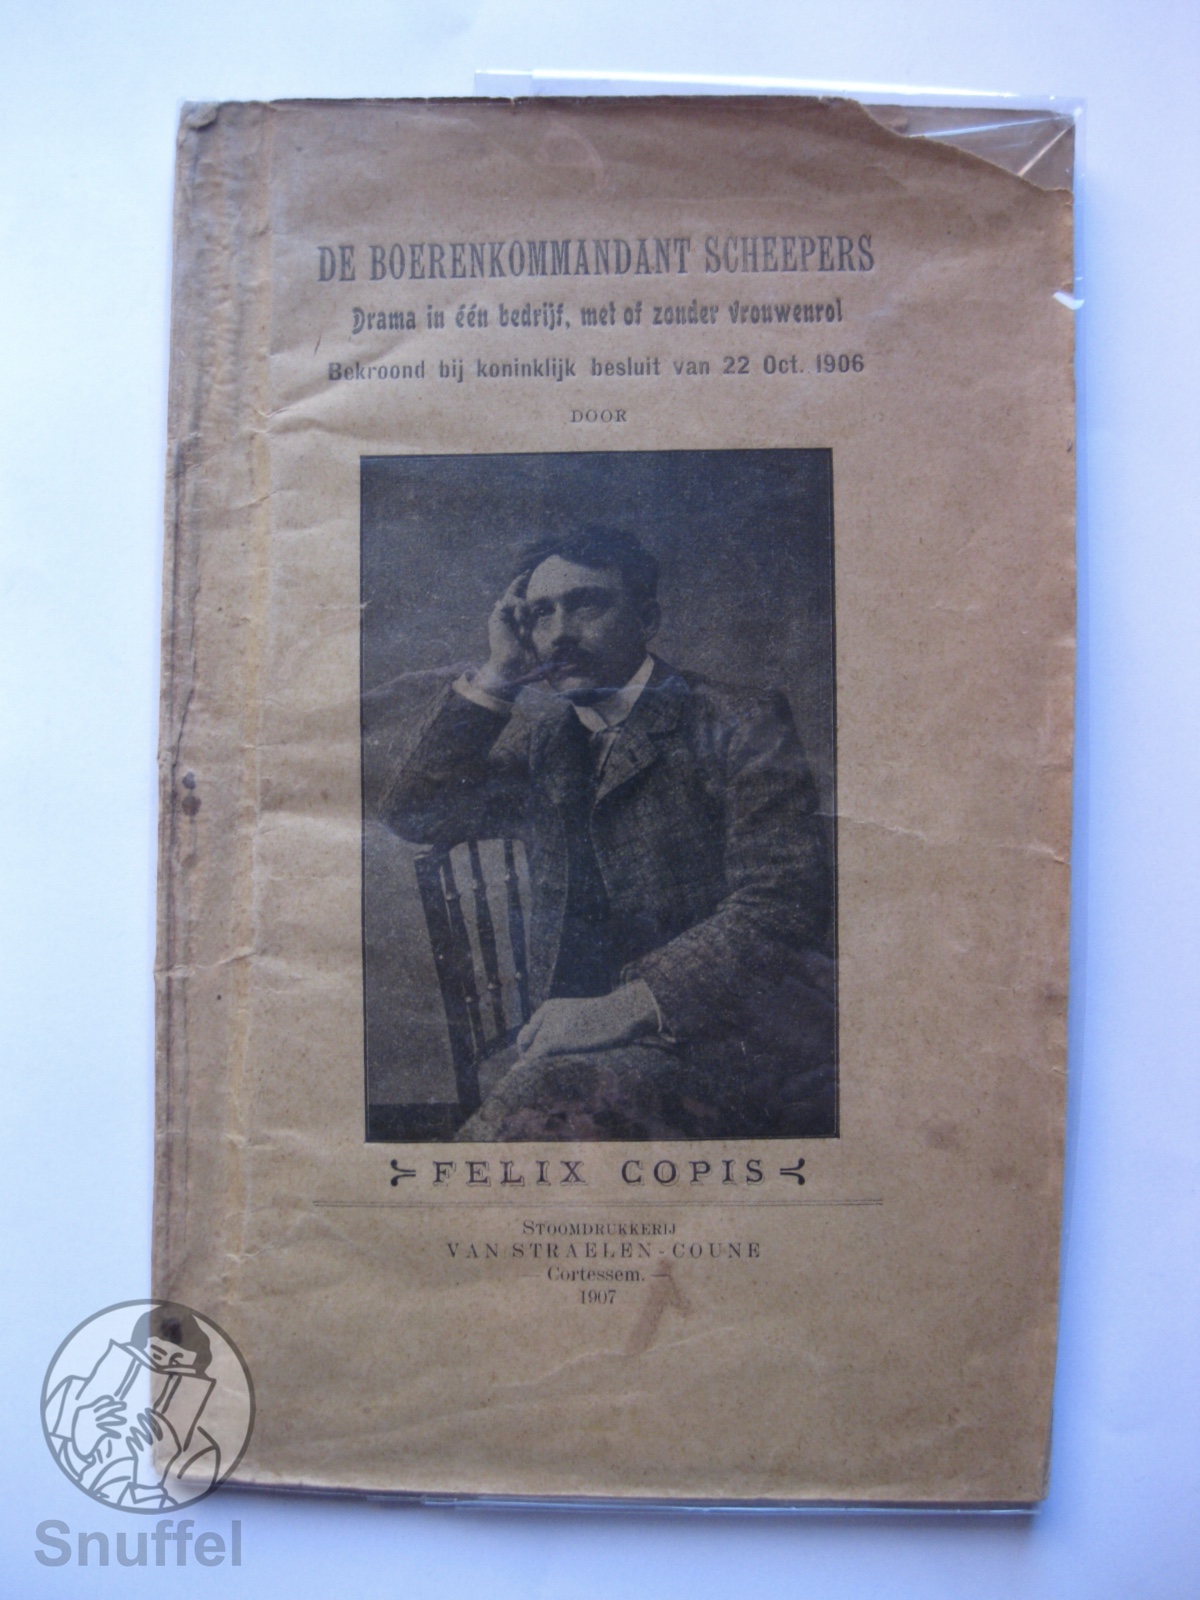 DE BOERENKOMMANDANT SCHEEPERS
Drama in één bedrijf, met of zonder vrouwenrol
Bekroond bij koninklijk besluit van 22 Oct. 1906
DOOR
FELIX COPIS
STOOMDRUKKERIJ
VAN STRAELEN-COUNE
— Cortessem. —
1907
Snuffel